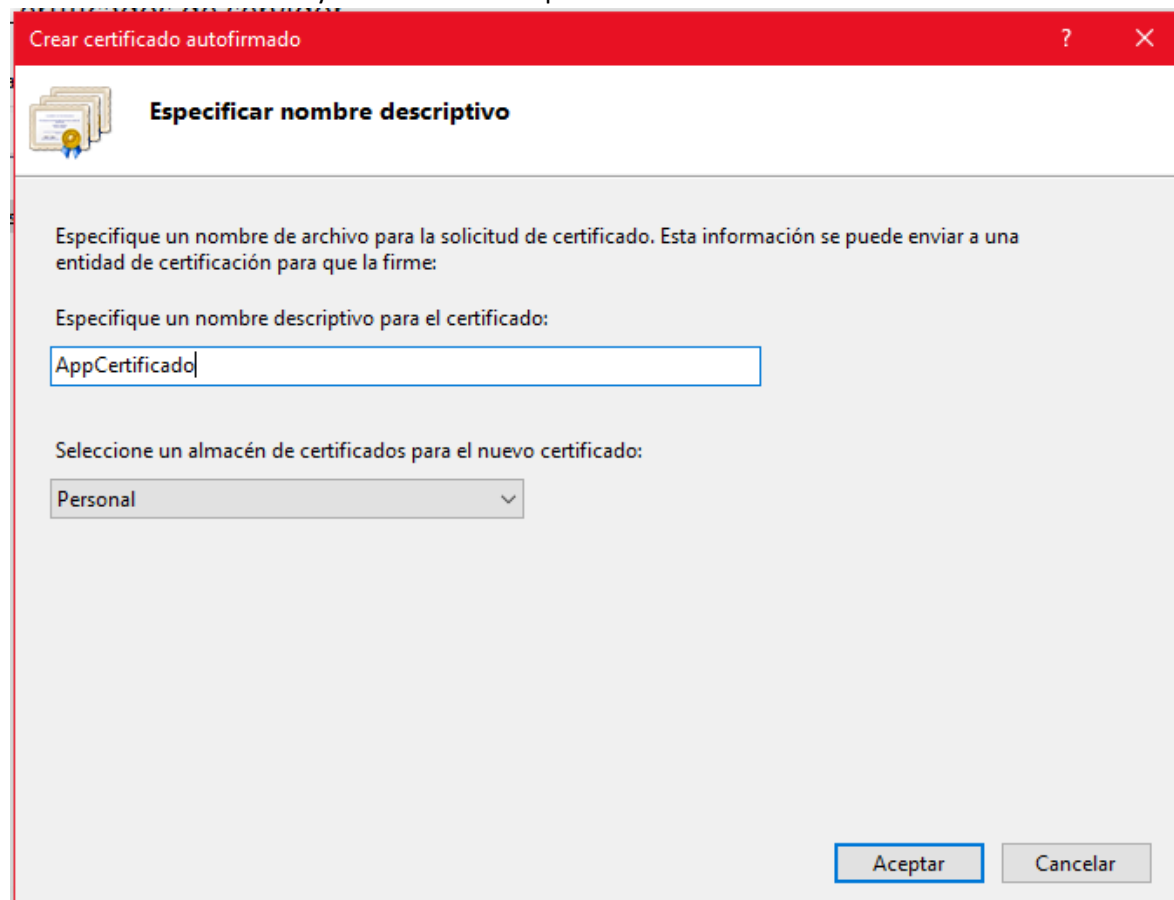 Crear certificado autofirmado ?
Especificar nombre descriptivo
Especifique un nombre de archivo para la solicitud de certificado. Esta información se puede enviar a una
entidad de certificación para que la firme:
Especifique un nombre descriptivo para el certificado:
AppCertificado
Seleccione un almacén de certificados para el nuevo certificado:
Personal
Aceptar Cancelar